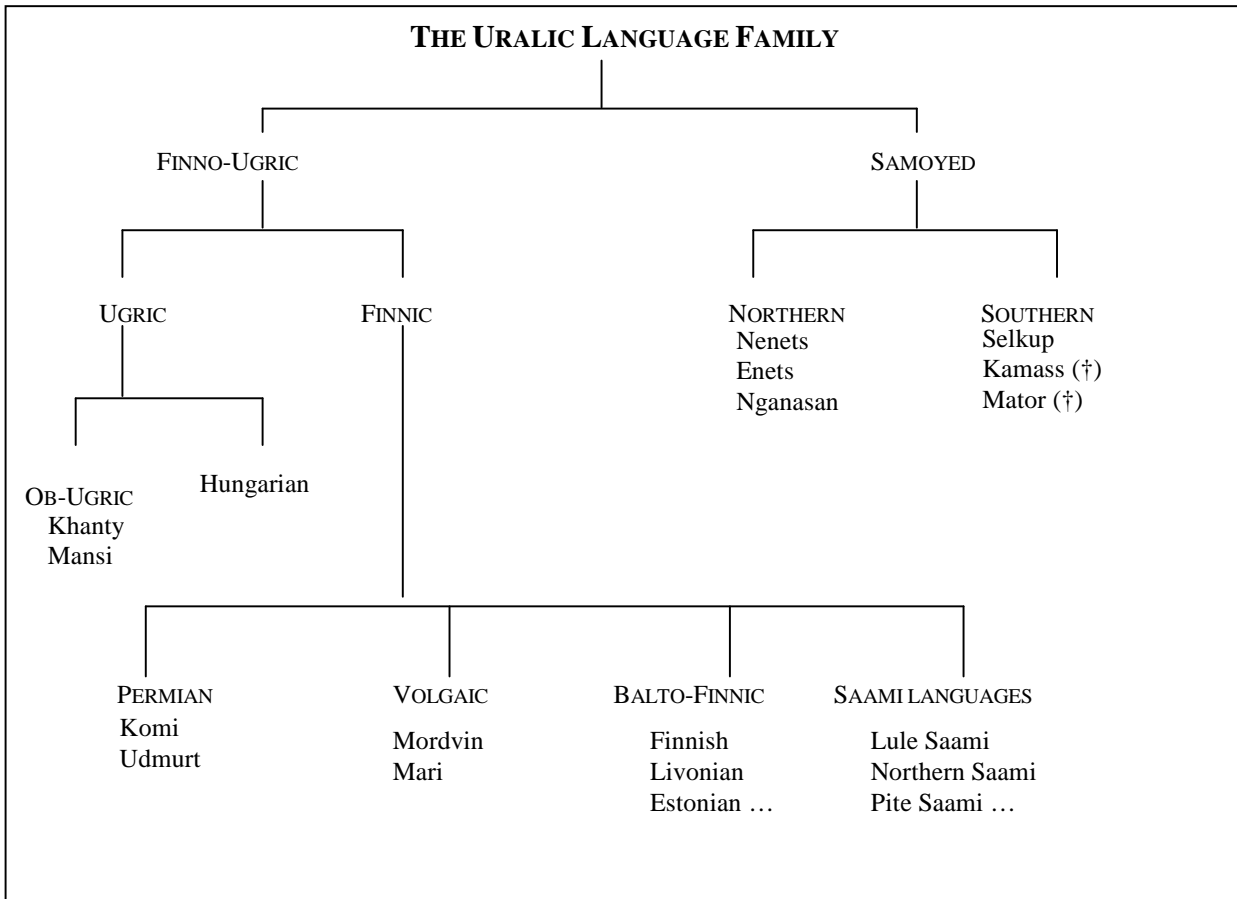 THE URALIC LANGUAGE FAMILY
FINNO-UGRIC
SAMOYED
UGRIC
FINNIC
NORTHERN
Nenets
Enets
Nganasan
SOUTHERN
Selkup
Kamass (†)
Mator (†)
OB-UGRIC
Khanty
Mansi
Hungarian
PERMIAN
Komi
Udmurt
VOLGAIC
Mordvin
Mari
BALTO-FINNIC
Finnish
Livonian
Estonian …
SAAMI LANGUAGES
Lule Saami
Northern Saami
Pite Saami …